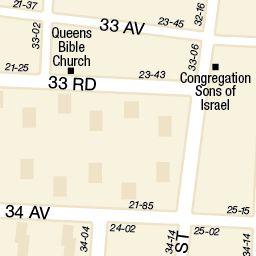 21-37
33-02
33 AV
23-45
32-16
Queens
Bible
Church
33-06
21-25
33 RD
23-43
Congregation
Sons of
Israel
21-85
34 AV
25-15
34-04
24-02
34-14
ST
25-02
34-14